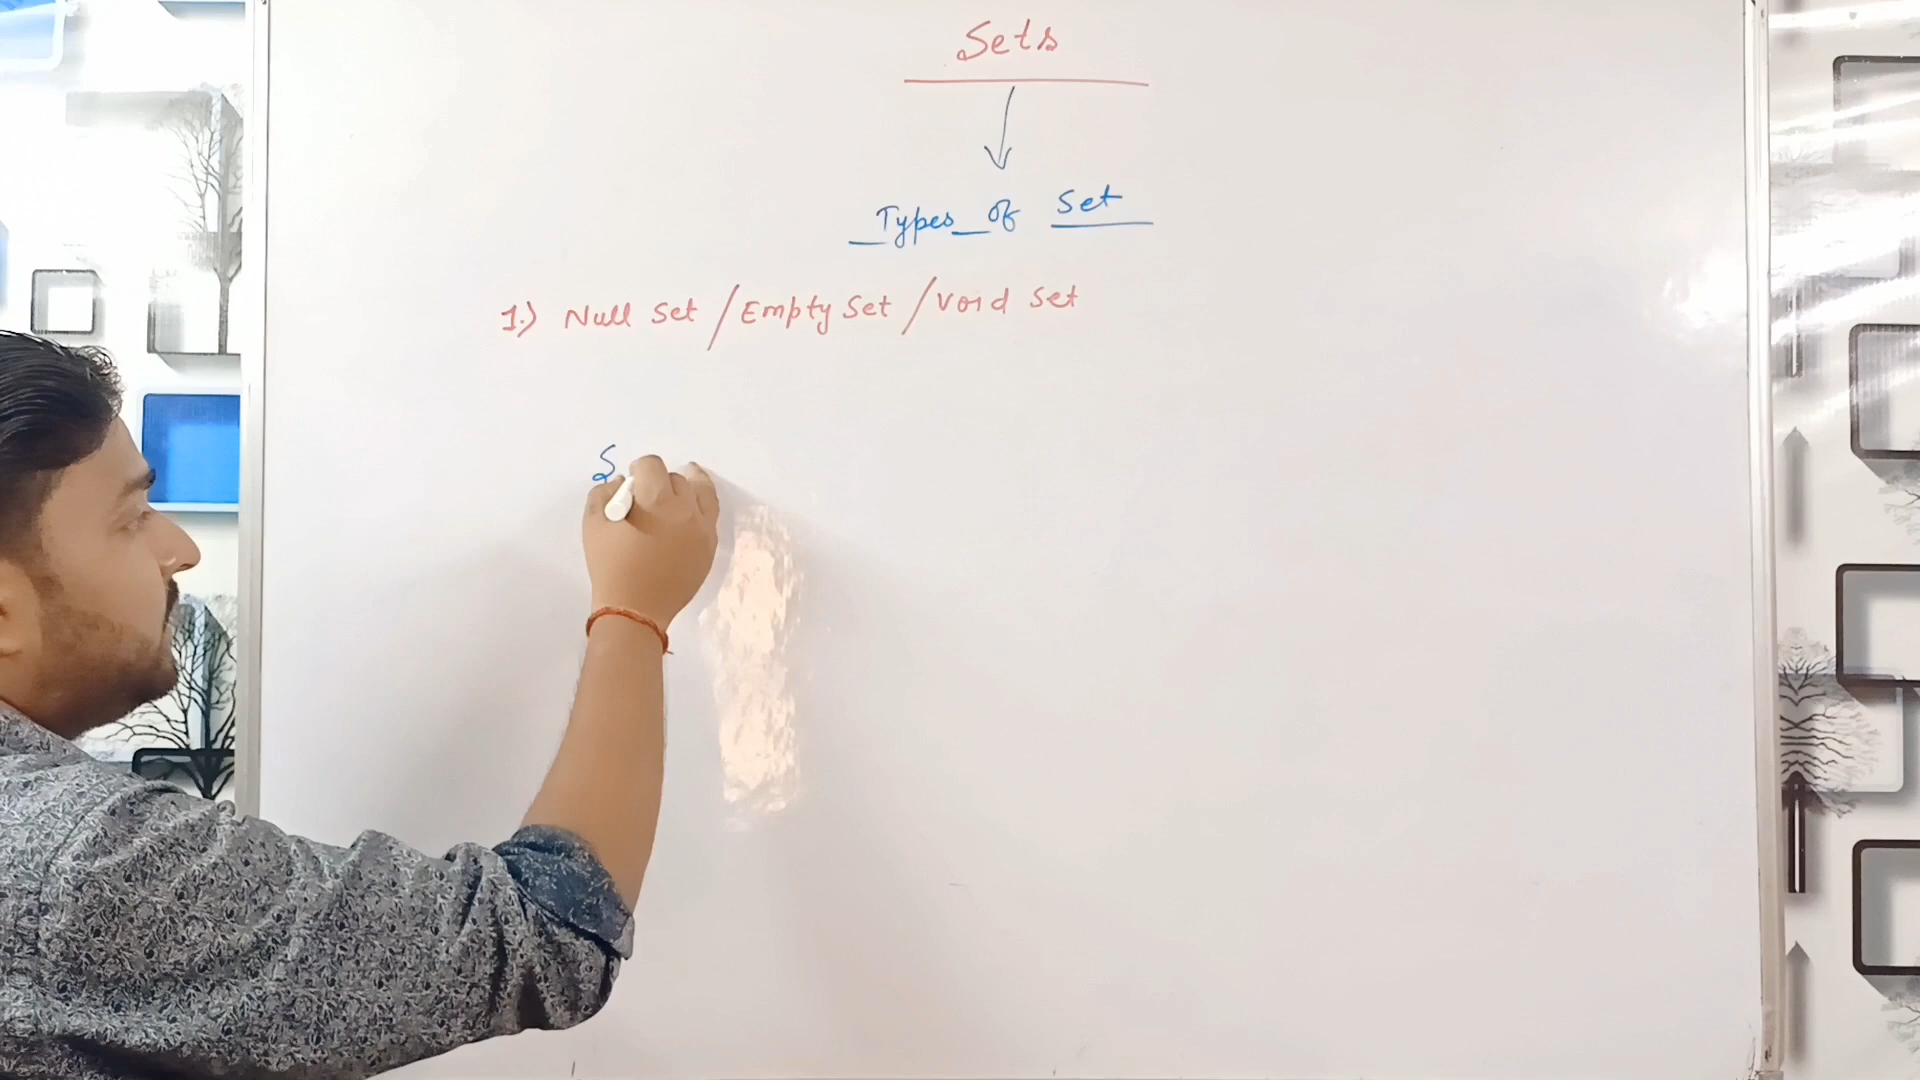 Sets
Types of Set
1.) Null Set / Empty Set / Void Set
S